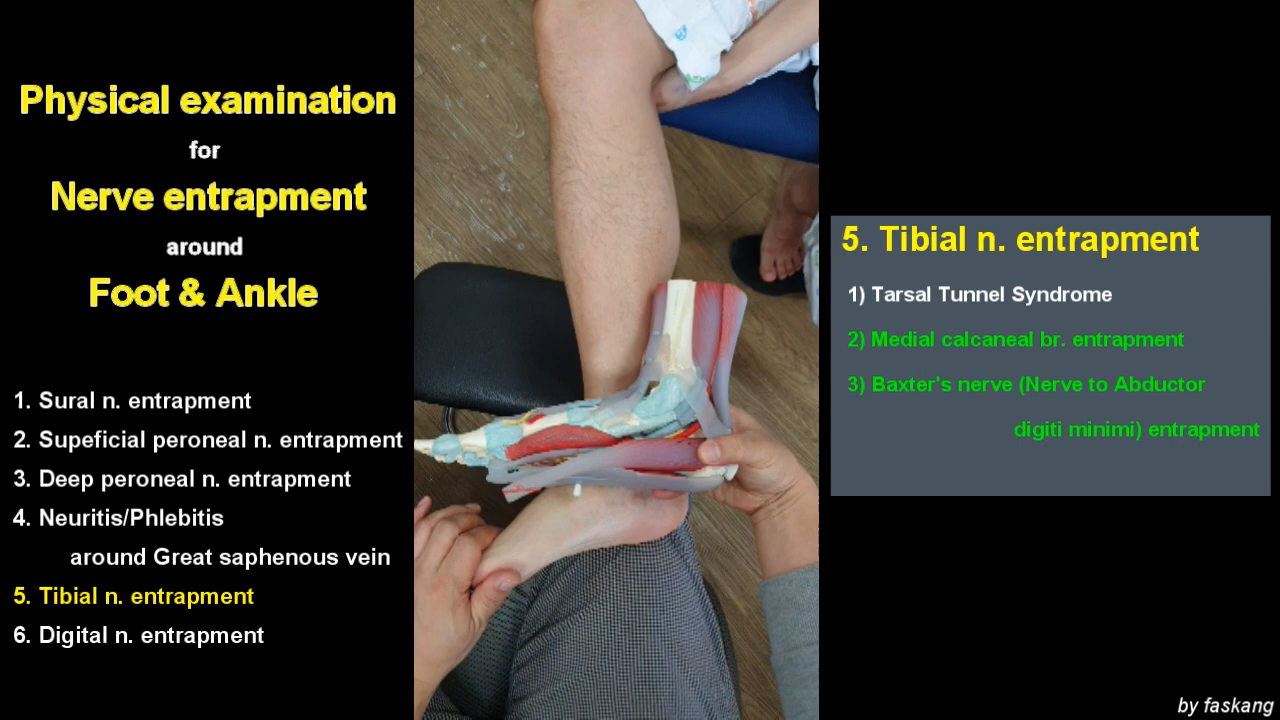 Physical examination
for
Nerve entrapment
around
Foot & Ankle
1. Sural n. entrapment
2. Supeficial peroneal n. entrapment
3. Deep peroneal n. entrapment
4. Neuritis/Phlebitis
around Great saphenous vein
5. Tibial n. entrapment
6. Digital n. entrapment
5. Tibial n. entrapment
1) Tarsal Tunnel Syndrome
2) Medial calcaneal br. entrapment
3) Baxter's nerve (Nerve to Abductor
digiti minimi) entrapment
by faskang